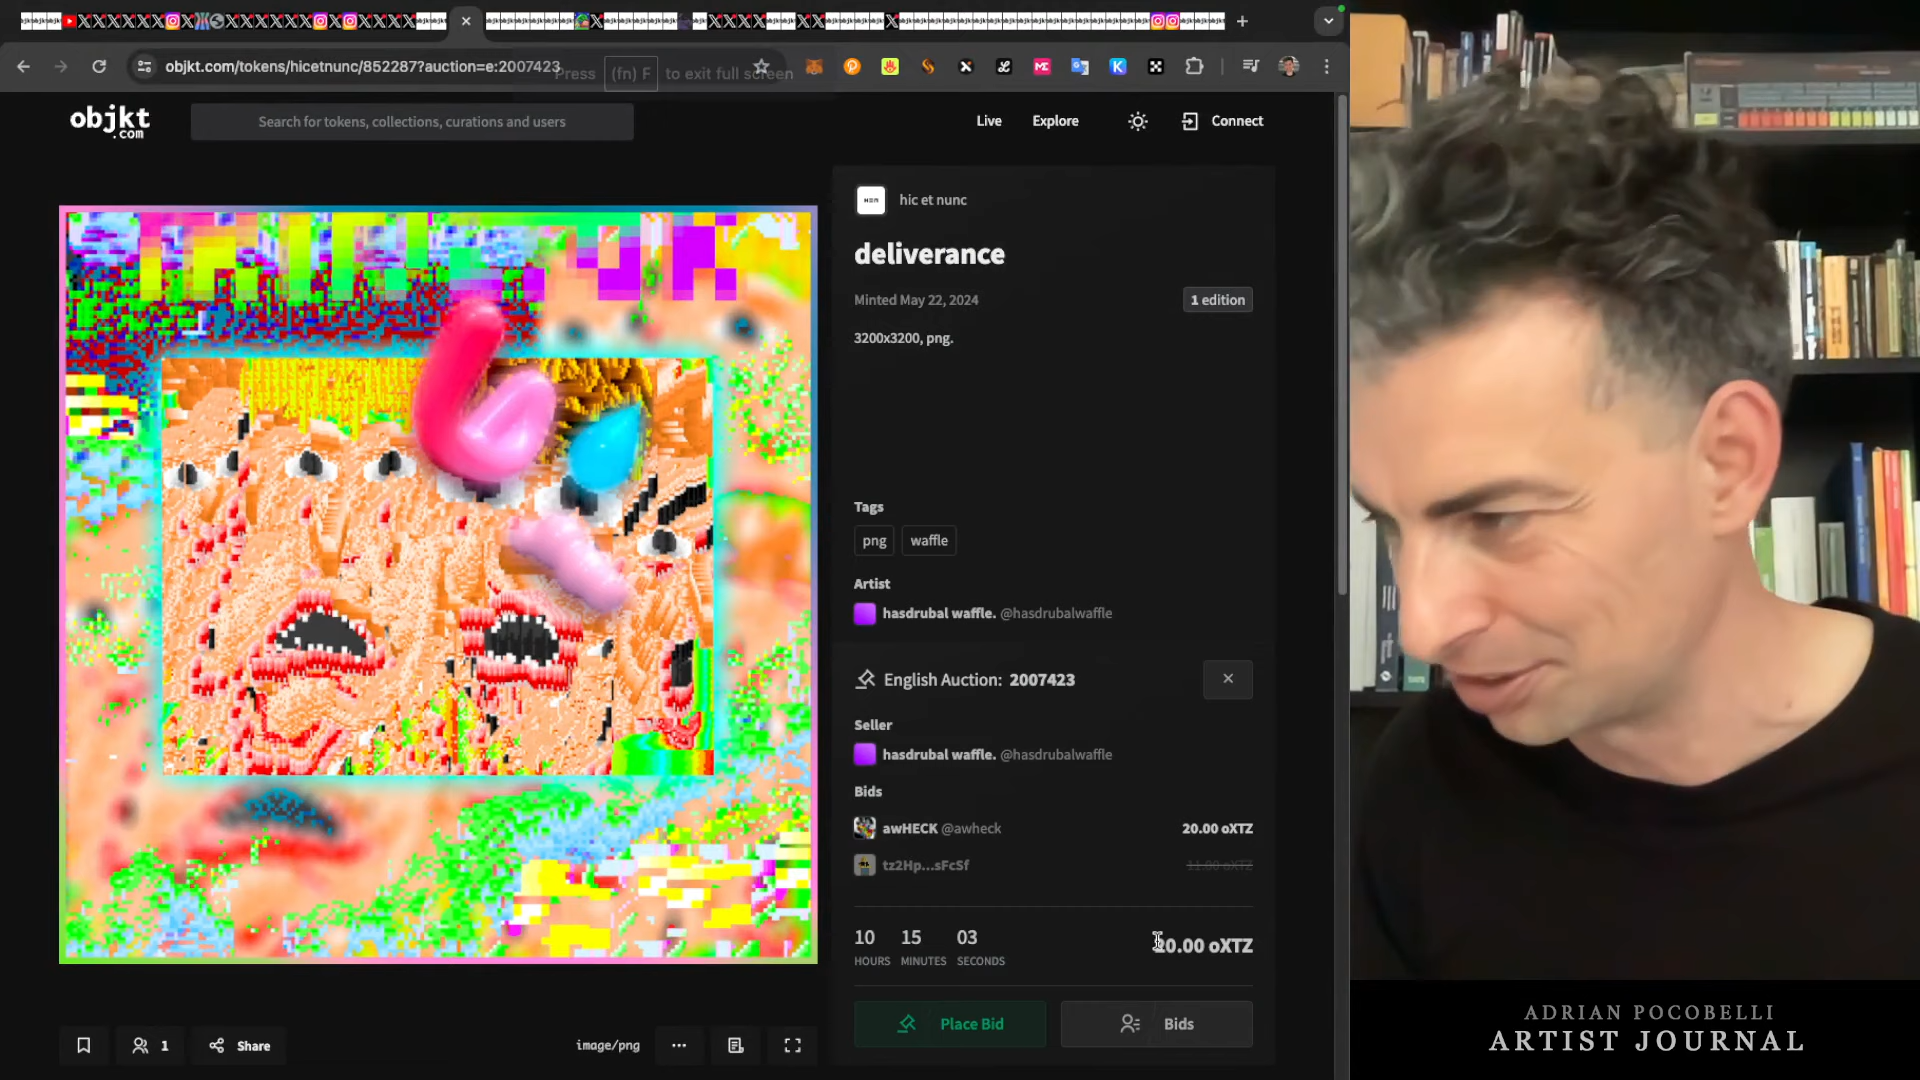 objkt.com/tokens/hicetnunc/852287?auction=e:2007423
Press (fn) F to exit full screen
objkt
.com
Search for tokens, collections, curations and users
Live
Explore
Connect
hic et nunc
deliverance
Minted May 22, 2024
1 edition
3200x3200, png.
Tags
png
waffle
Artist
hasdrubal waffle. @hasdrubalwaffle
English Auction: 2007423
Seller
hasdrubal waffle. @hasdrubalwaffle
Bids
awHECK @awheck
20.00 oXTZ
tz2Hp...sFcSf
11.00 oXTZ
10 15 03
HOURS MINUTES SECONDS
20.00 oXTZ
Place Bid
Bids
1
Share
image/png
ADRIAN POCOBELLI
ARTIST JOURNAL